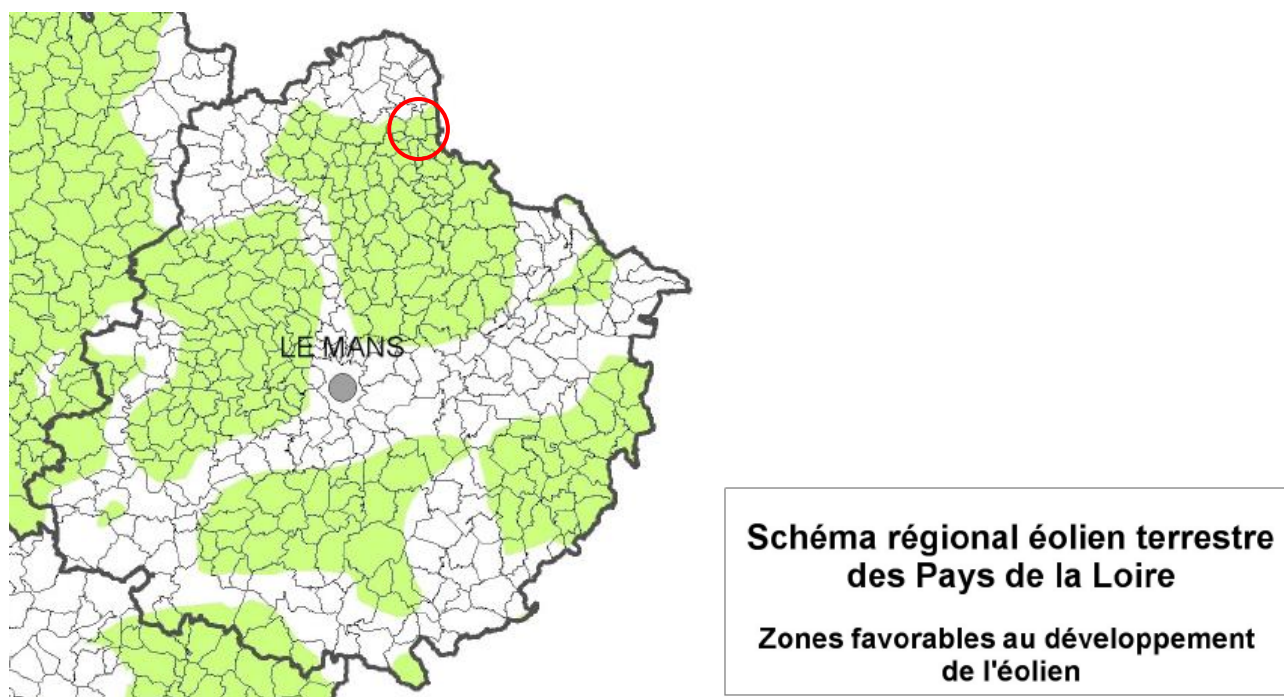 LE MANS
Schéma régional éolien terrestre
des Pays de la Loire
Zones favorables au développement
de l'éolien